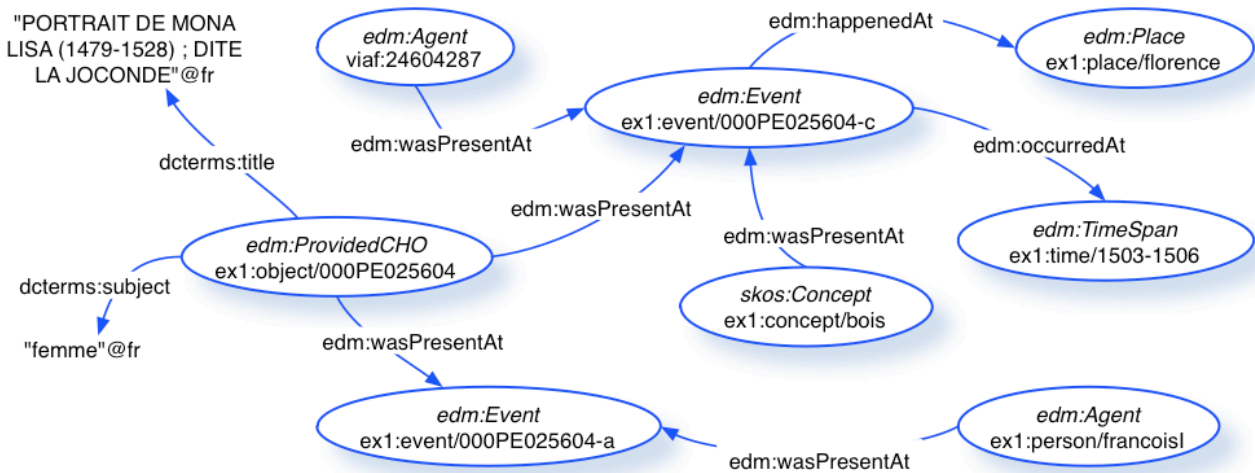 "PORTRAIT DE MONA
LISA (1479-1528) ; DITE
LA JOCONDE"@fr
edm:Agent
viaf:24604287
edm:happenedAt
edm:Place
ex1:place/florence
edm:Event
ex1:event/000PE025604-c
edm:wasPresentAt
edm:occurredAt
dcterms:title
edm:wasPresentAt
edm:wasPresentAt
edm:TimeSpan
ex1:time/1503-1506
edm:ProvidedCHO
ex1:object/000PE025604
dcterms:subject
skos:Concept
ex1:concept/bois
"femme"@fr
edm:wasPresentAt
edm:Event
ex1:event/000PE025604-a
edm:Agent
ex1:person/francoisI
edm:wasPresentAt